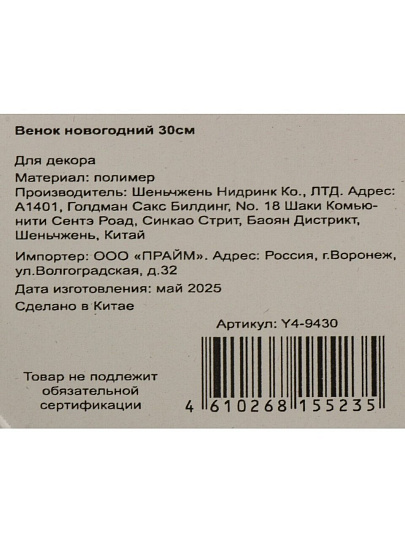 Венок новогодний 30см
Для декора
Материал: полимер
Производитель: Шеньчжень Нидринк Ко., ЛТД. Адрес:
А1401, Голдман Сакс Билдинг, No. 18 Шаки Комью-
нити Сентэ Роад, Синкао Стрит, Баоян Дистрикт,
Шеньчжень, Китай
Импортер: ООО «ПРАЙМ». Адрес: Россия, г.Воронеж,
ул.Волгоградская, д.32
Дата изготовления: май 2025
Сделано в Китае
Артикул: Y4-9430
Товар не подлежит
обязательной
сертификации
4 610268 155235